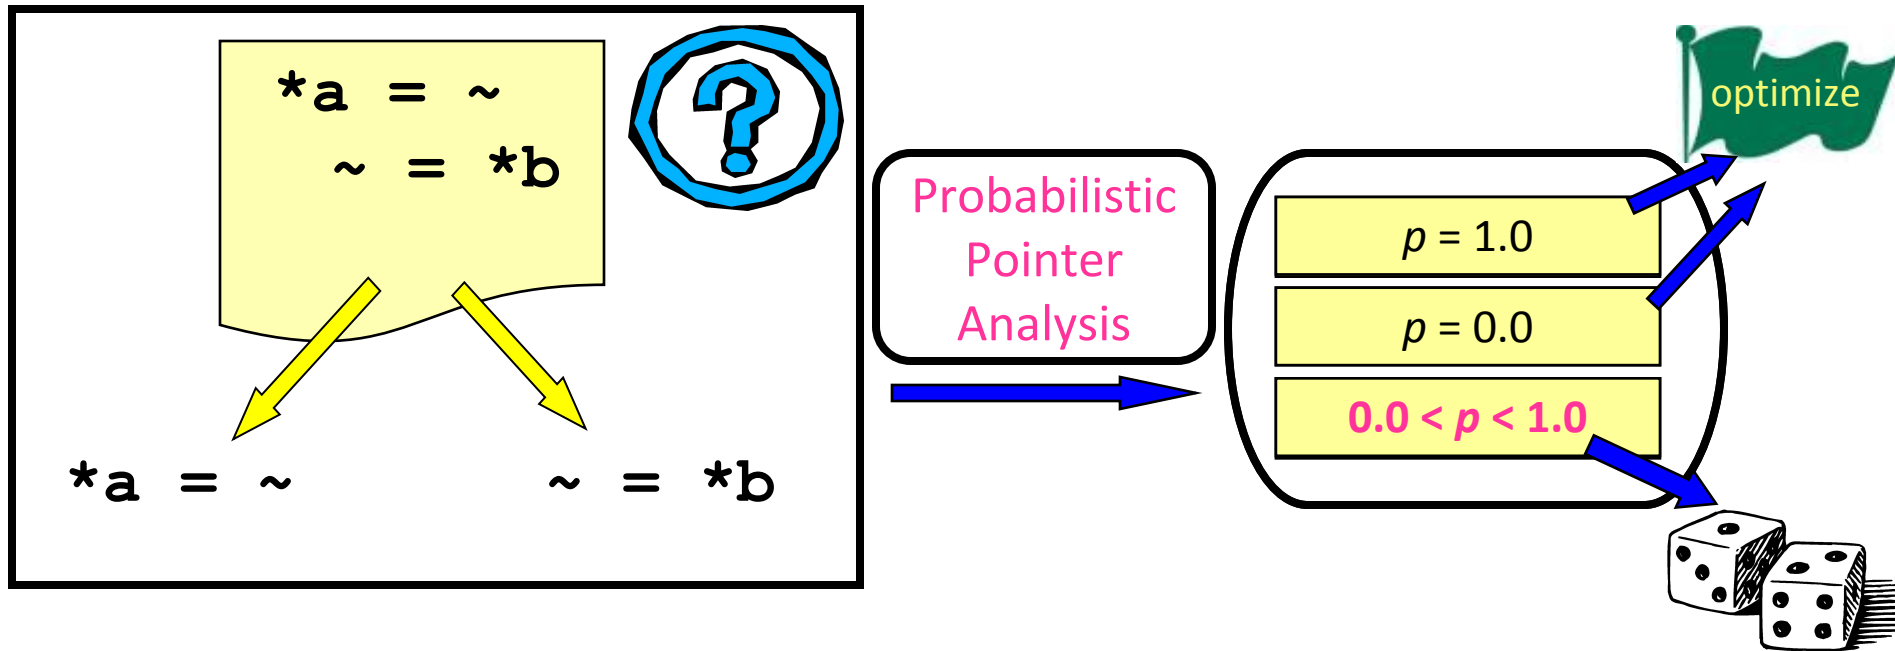 *a = ~
~ = *b
*a = ~
~ = *b
Probabilistic
Pointer
Analysis
p = 1.0
p = 0.0
0.0 < p < 1.0
optimize